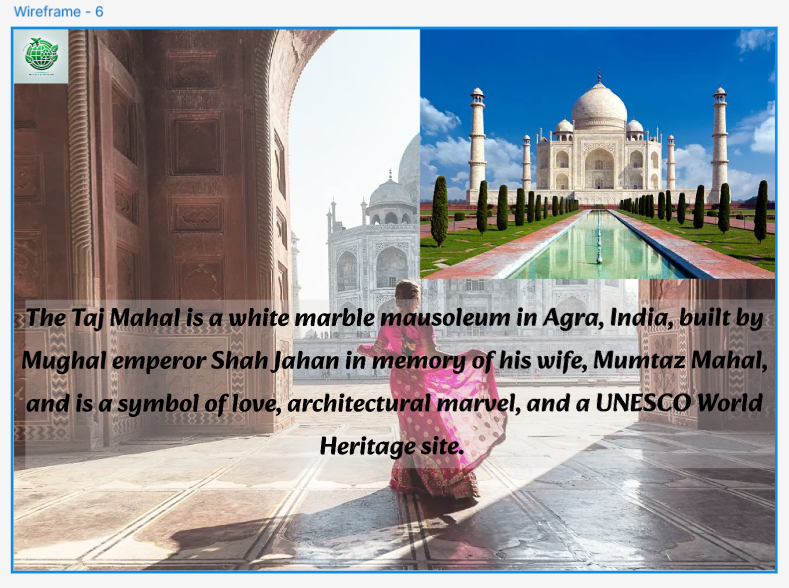 Wireframe - 6
The Taj Mahal is a white marble mausoleum in Agra, India, built by
Mughal emperor Shah Jahan in memory of his wife, Mumtaz Mahal,
and is a symbol of love, architectural marvel, and a UNESCO World
Heritage site.